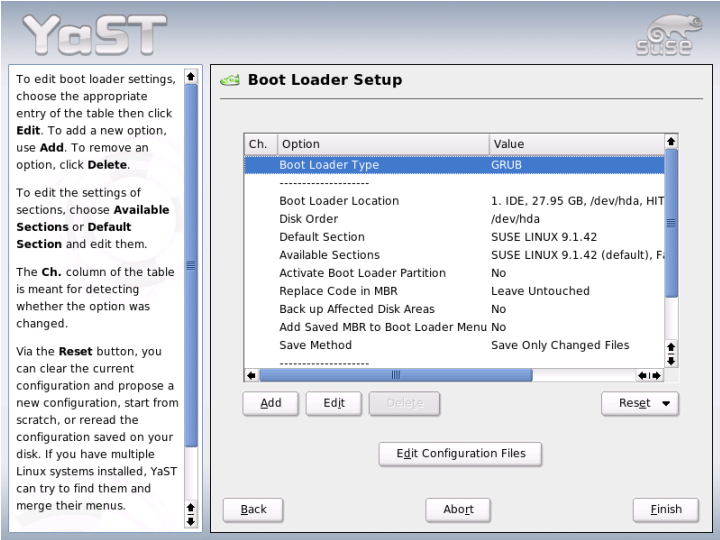 YaST
suse
To edit boot loader settings,
choose the appropriate
entry of the table then click
Edit. To add a new option,
use Add. To remove an
option, click Delete.
To edit the settings of
sections, choose Available
Sections or Default
Section and edit them.
The Ch. column of the table
is meant for detecting
whether the option was
changed.
Via the Reset button, you
can clear the current
configuration and propose a
new configuration, start from
scratch, or reread the
configuration saved on your
disk. If you have multiple
Linux systems installed, YaST
can try to find them and
merge their menus.
Boot Loader Setup
Ch. Option Value
Boot Loader Type GRUB
--------------------
Boot Loader Location 1. IDE, 27.95 GB, /dev/hda, HIT
Disk Order /dev/hda
Default Section SUSE LINUX 9.1.42
Available Sections SUSE LINUX 9.1.42 (default), Fa
Activate Boot Loader Partition No
Replace Code in MBR Leave Untouched
Back up Affected Disk Areas No
Add Saved MBR to Boot Loader Menu No
Save Method Save Only Changed Files
--------------------
Add Edit Delete Reset
Edit Configuration Files
Back Abort Finish